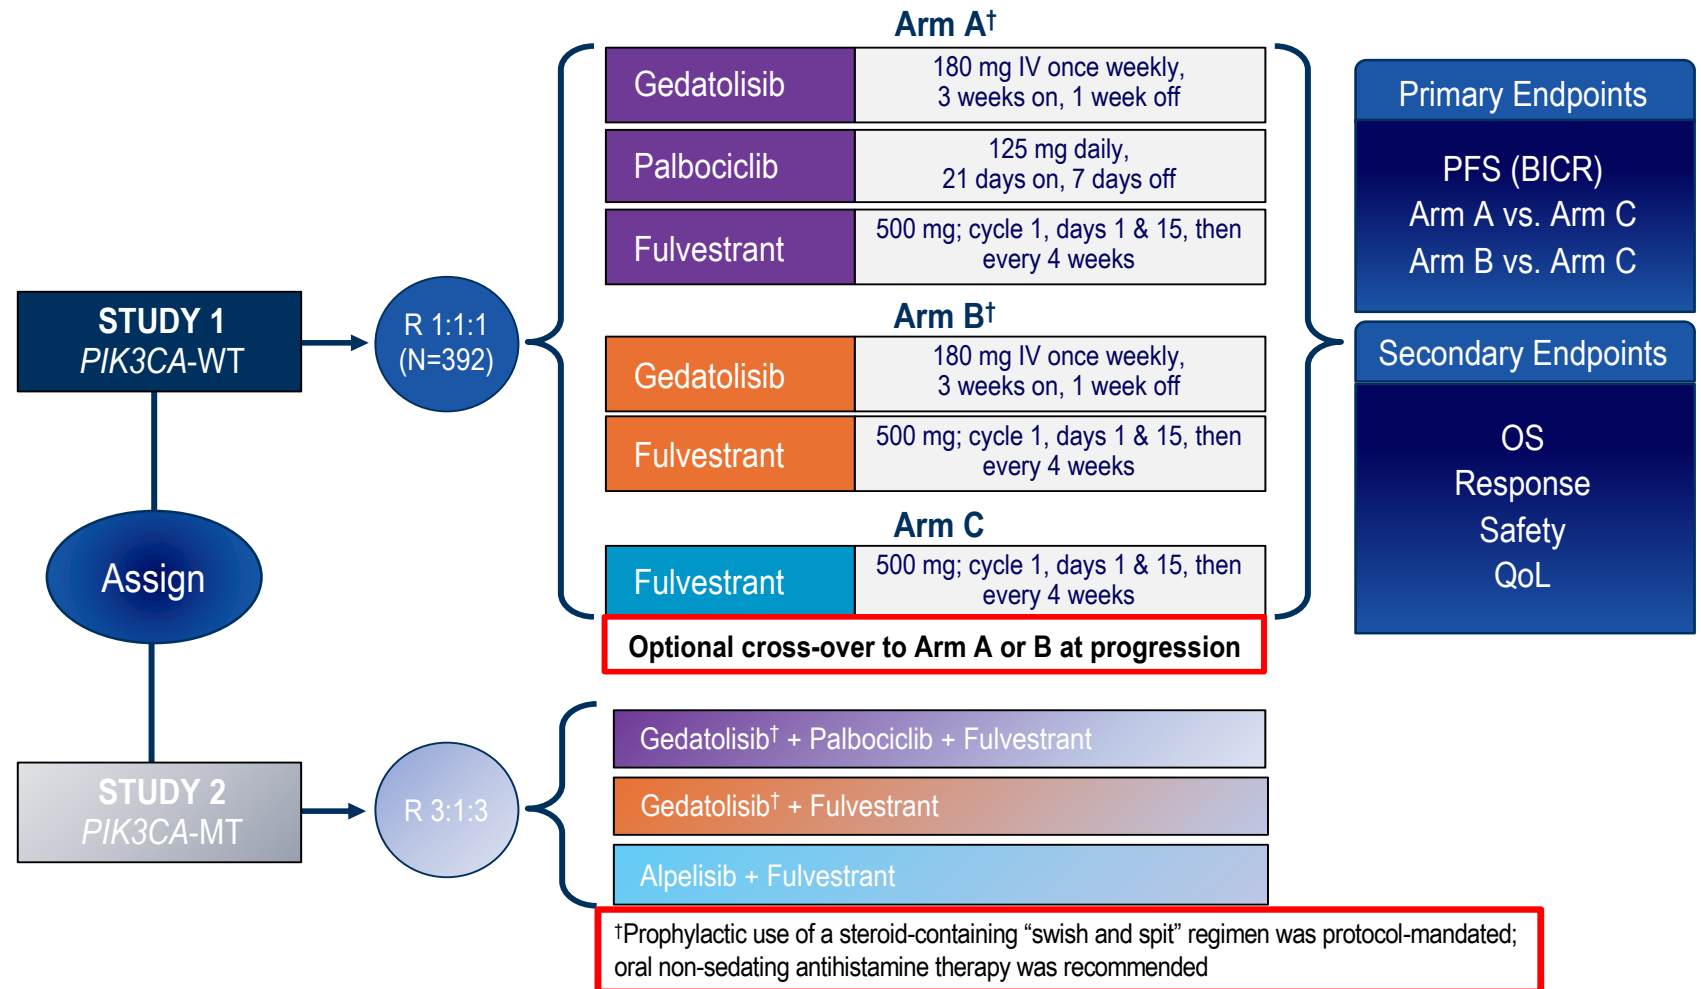 STUDY 1
PIK3CA-WT
Assign
STUDY 2
PIK3CA-MT
R 1:1:1
(N=392)
R 3:1:3
Arm A†
Gedatolisib
180 mg IV once weekly,
3 weeks on, 1 week off
Palbociclib
125 mg daily,
21 days on, 7 days off
Fulvestrant
500 mg; cycle 1, days 1 & 15, then
every 4 weeks
Arm B†
Gedatolisib
180 mg IV once weekly,
3 weeks on, 1 week off
Fulvestrant
500 mg; cycle 1, days 1 & 15, then
every 4 weeks
Arm C
Fulvestrant
500 mg; cycle 1, days 1 & 15, then
every 4 weeks
Optional cross-over to Arm A or B at progression
Gedatolisib† + Palbociclib + Fulvestrant
Gedatolisib† + Fulvestrant
Alpelisib + Fulvestrant
†Prophylactic use of a steroid-containing “swish and spit” regimen was protocol-mandated;
oral non-sedating antihistamine therapy was recommended
Primary Endpoints
PFS (BICR)
Arm A vs. Arm C
Arm B vs. Arm C
Secondary Endpoints
OS
Response
Safety
QoL